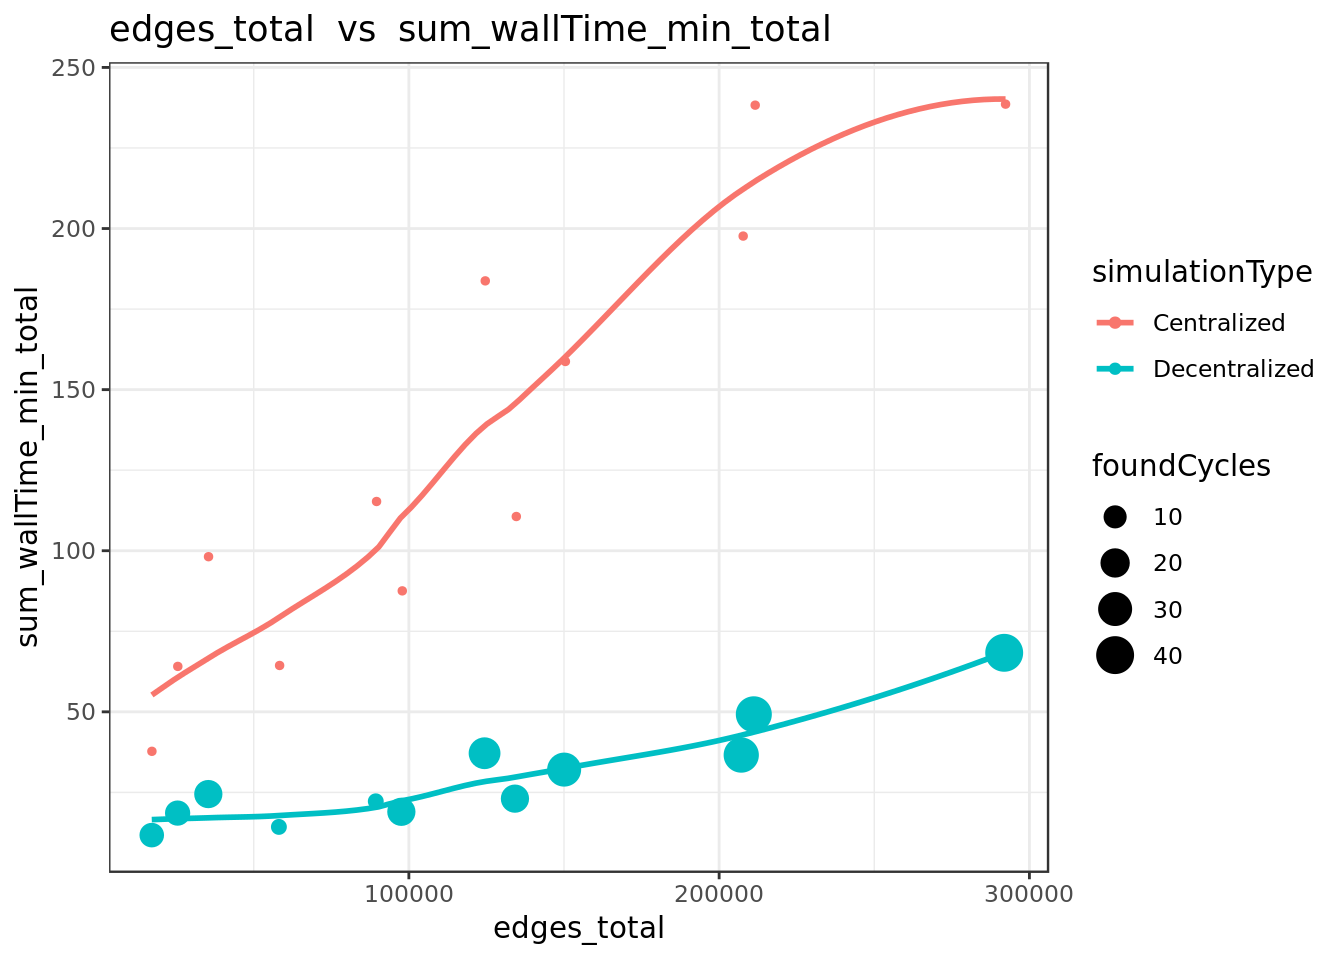 edges_total  vs  sum_wallTime_min_total
250
200
150
100
50
sum_wallTime_min_total
100000
200000
300000
edges_total
simulationType
Centralized
Decentralized
foundCycles
10
20
30
40